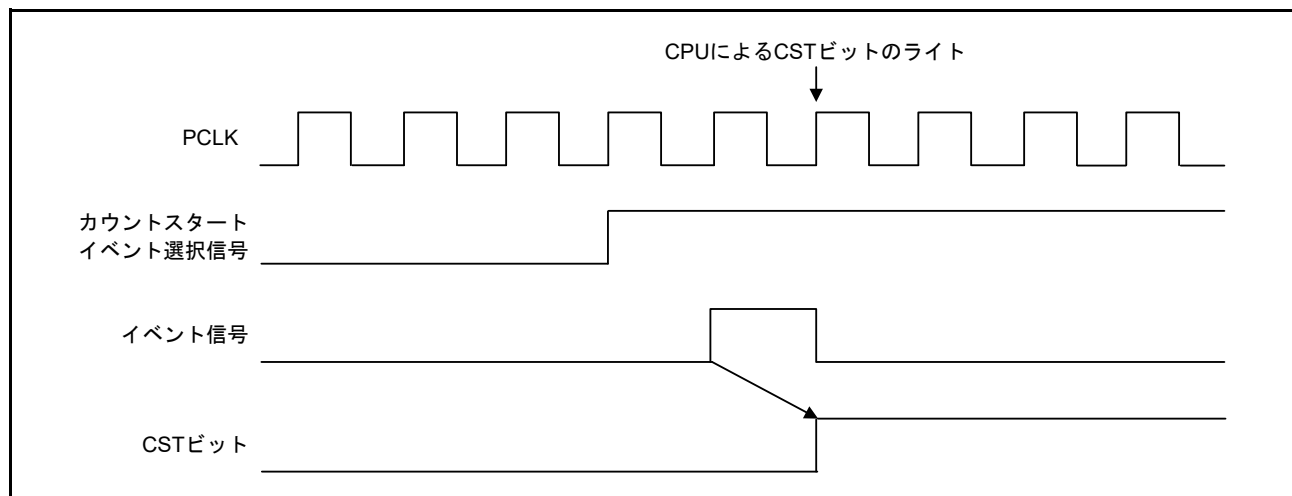 CPUによるCSTビットのライト
PCLK
カウントスタート
イベント選択信号
イベント信号
CSTビット